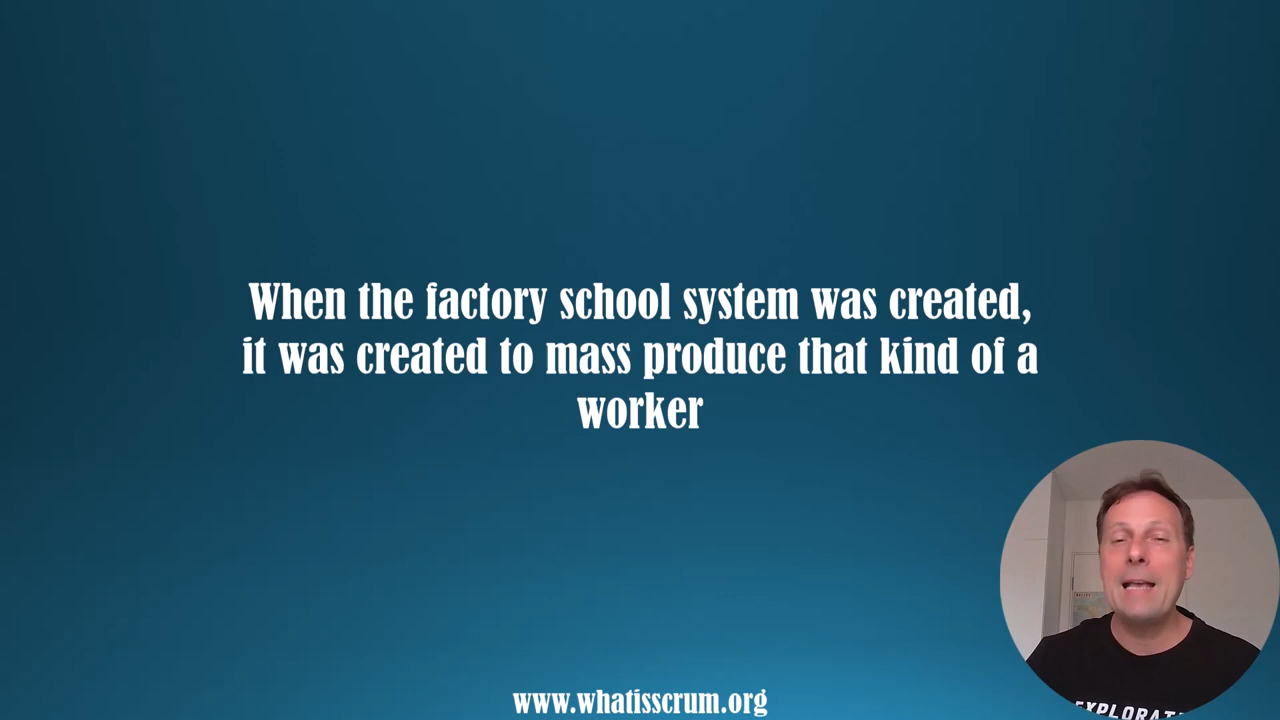 When the factory school system was created,
it was created to mass produce that kind of a
worker
www.whatisscrum.org